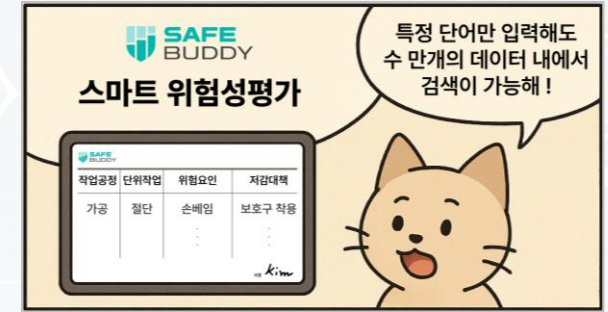 SAFE
BUDDY
스마트 위험성평가
특정 단어만 입력해도
수 만개의 데이터 내에서
검색이 가능해 !
SAFE
BUDDY
작업공정 단위작업 위험요인 저감대책
가공 절단 손베임 보호구 착용
kim